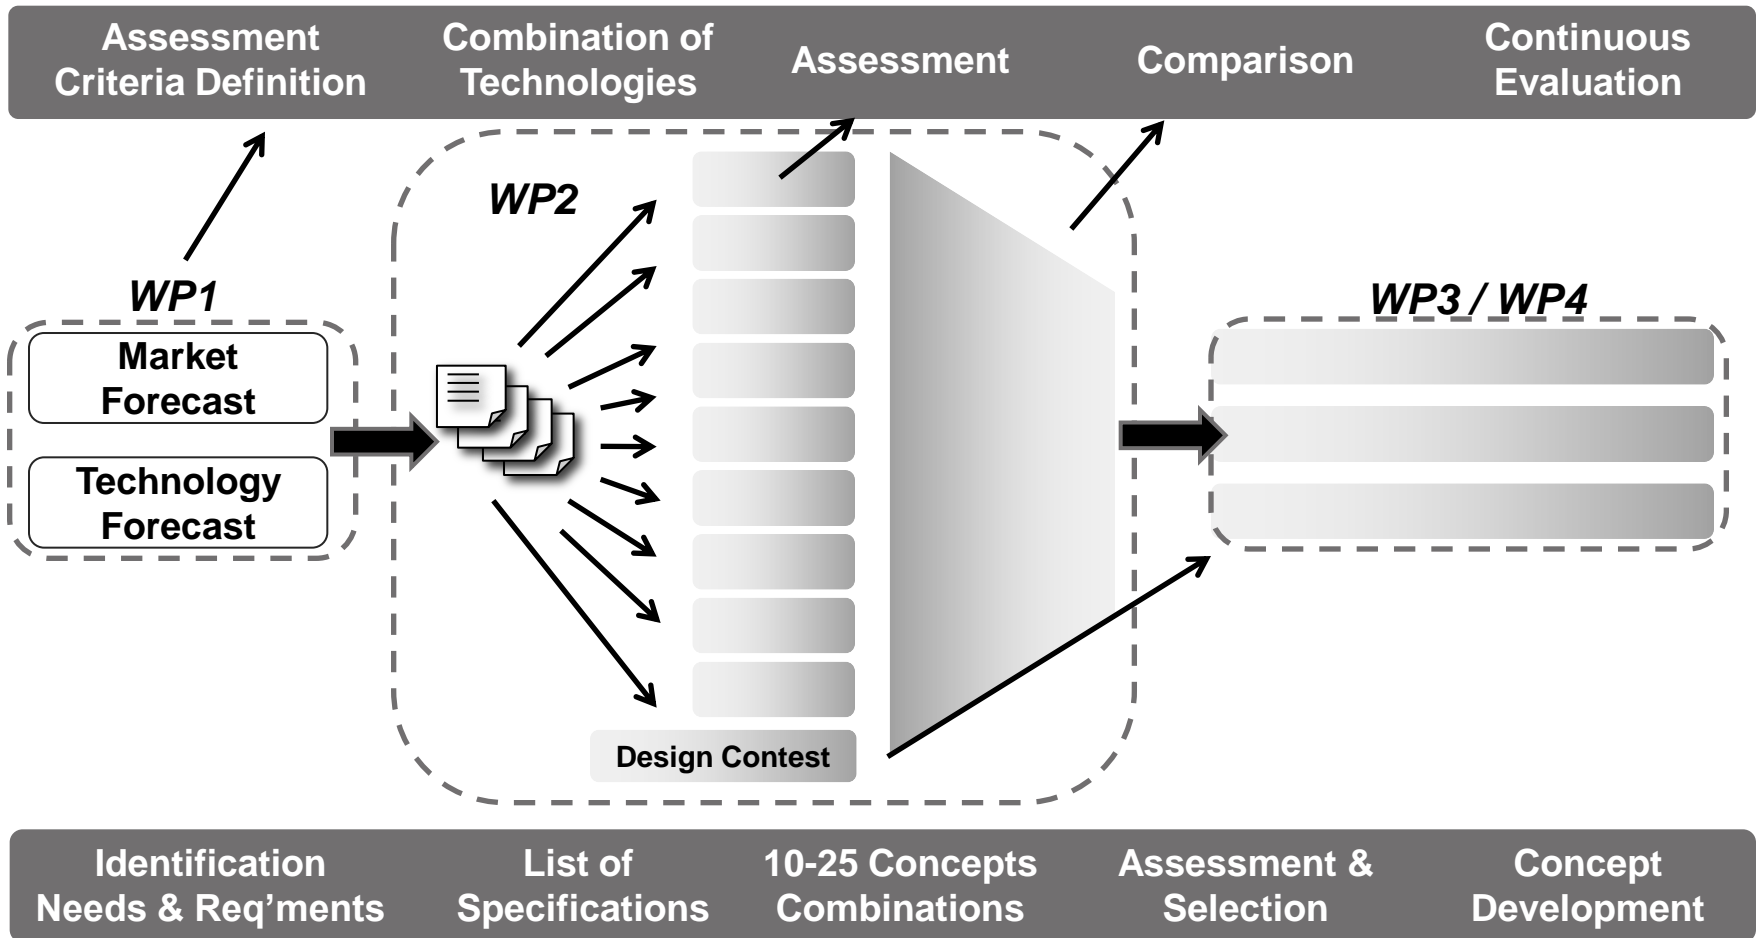 Assessment
Criteria Definition
Combination of
Technologies
Assessment
Comparison
Continuous
Evaluation
WP1
Market
Forecast
Technology
Forecast
WP2
Design Contest
WP3 / WP4
Identification
Needs & Req’ments
List of
Specifications
10-25 Concepts
Combinations
Assessment &
Selection
Concept
Development